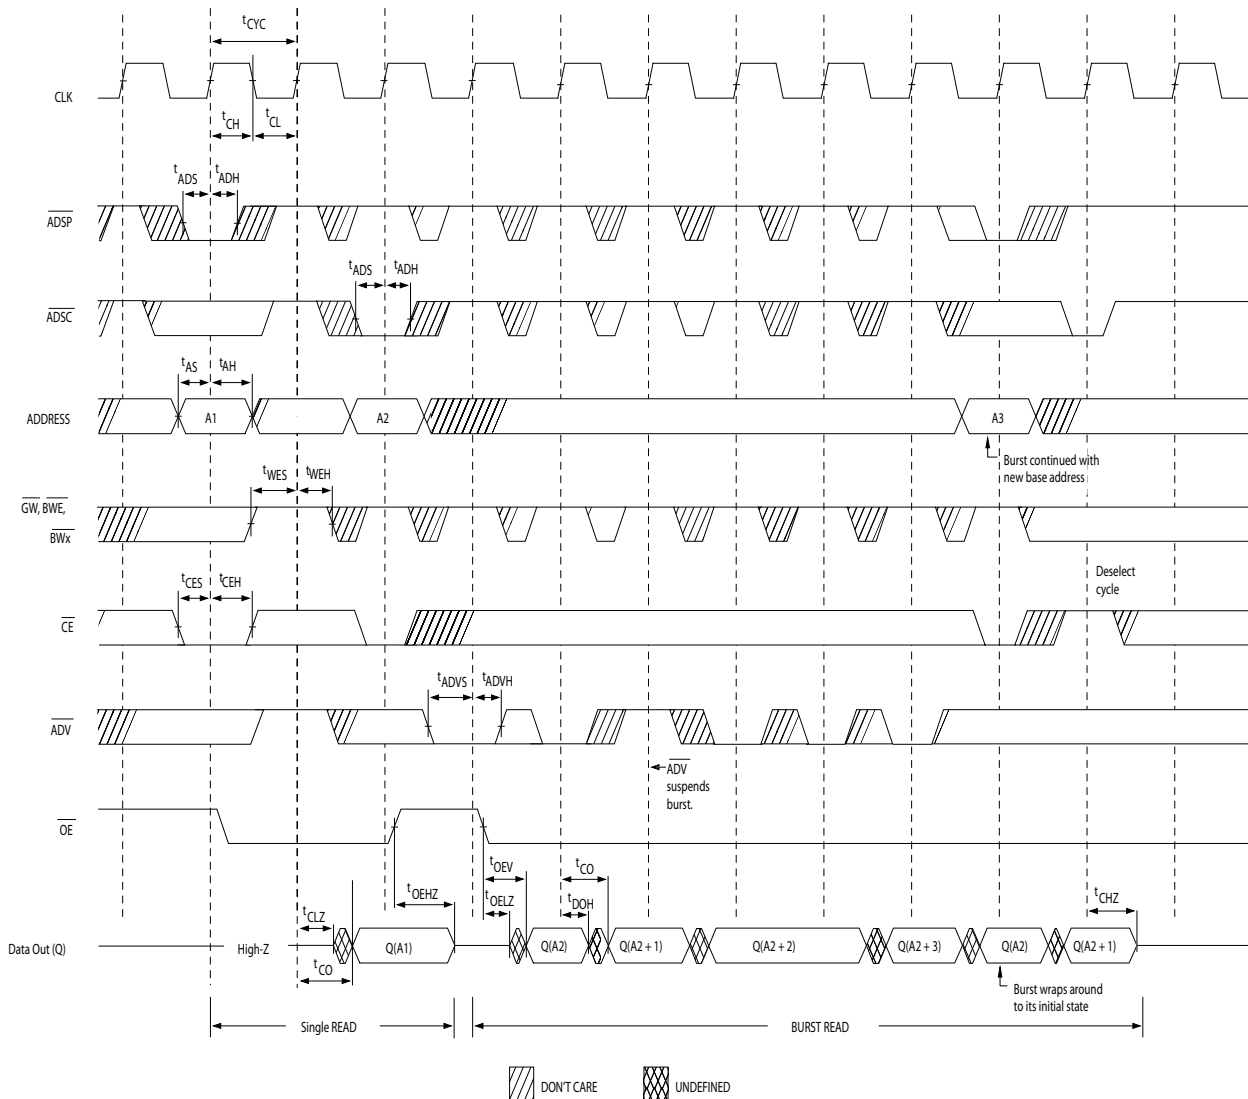 tCYC
CLK
tCH
tCL
tADS
tADH
ADSP
tADS
tADH
ADSC
tAS
tAH
ADDRESS
A1
A2
A3
Burst continued with
new base address
tWES
tWEH
GW, BWE,
BWx
tCES
tCEH
Deselect
cycle
CE
tADVS
tADVH
ADV
ADV
suspends
burst.
OE
tOEHZ
tOEV
tCO
tCLZ
tOELZ
tDOH
tCHZ
Data Out (Q)
High-Z
Q(A1)
Q(A2)
Q(A2 + 1)
Q(A2 + 2)
Q(A2 + 3)
Q(A2)
Q(A2 + 1)
tCO
Burst wraps around
to its initial state
Single READ
BURST READ
DON'T CARE
UNDEFINED